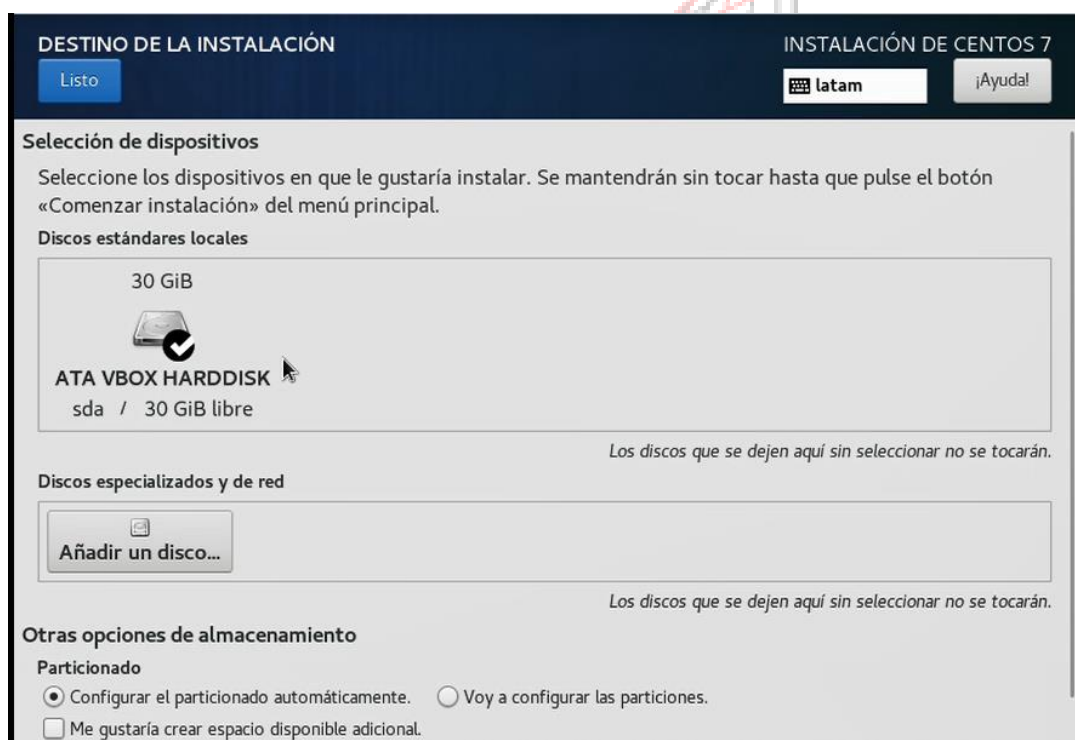 DESTINO DE LA INSTALACIÓN
INSTALACIÓN DE CENTOS 7
Listo
latam
¡Ayuda!
Selección de dispositivos
Seleccione los dispositivos en que le gustaría instalar. Se mantendrán sin tocar hasta que pulse el botón
«Comenzar instalación» del menú principal.
Discos estándares locales
30 GiB
ATA VBOX HARDDISK
sda / 30 GiB libre
Los discos que se dejen aquí sin seleccionar no se tocarán.
Discos especializados y de red
Añadir un disco...
Los discos que se dejen aquí sin seleccionar no se tocarán.
Otras opciones de almacenamiento
Particionado
Configurar el particionado automáticamente. Voy a configurar las particiones.
Me gustaría crear espacio disponible adicional.